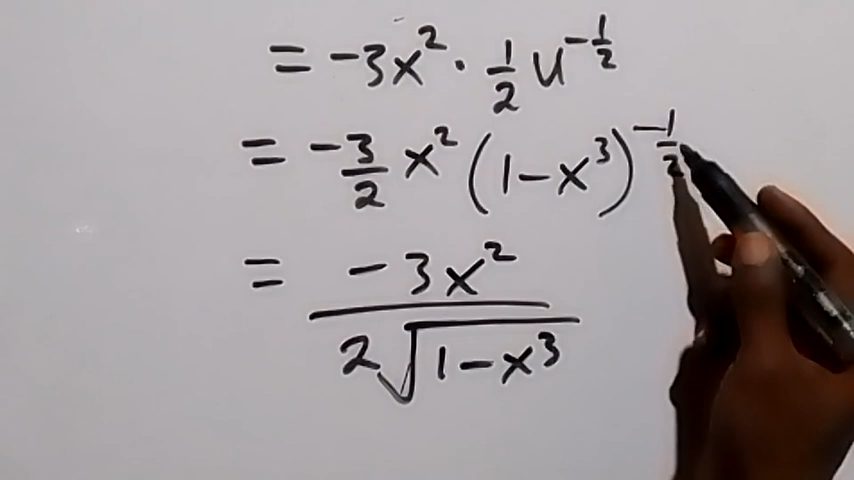 = -3x² · 1/2 u^(-1/2)
= -3/2 x² (1-x³)^(-1/2)
= -3x² / 2√(1-x³)